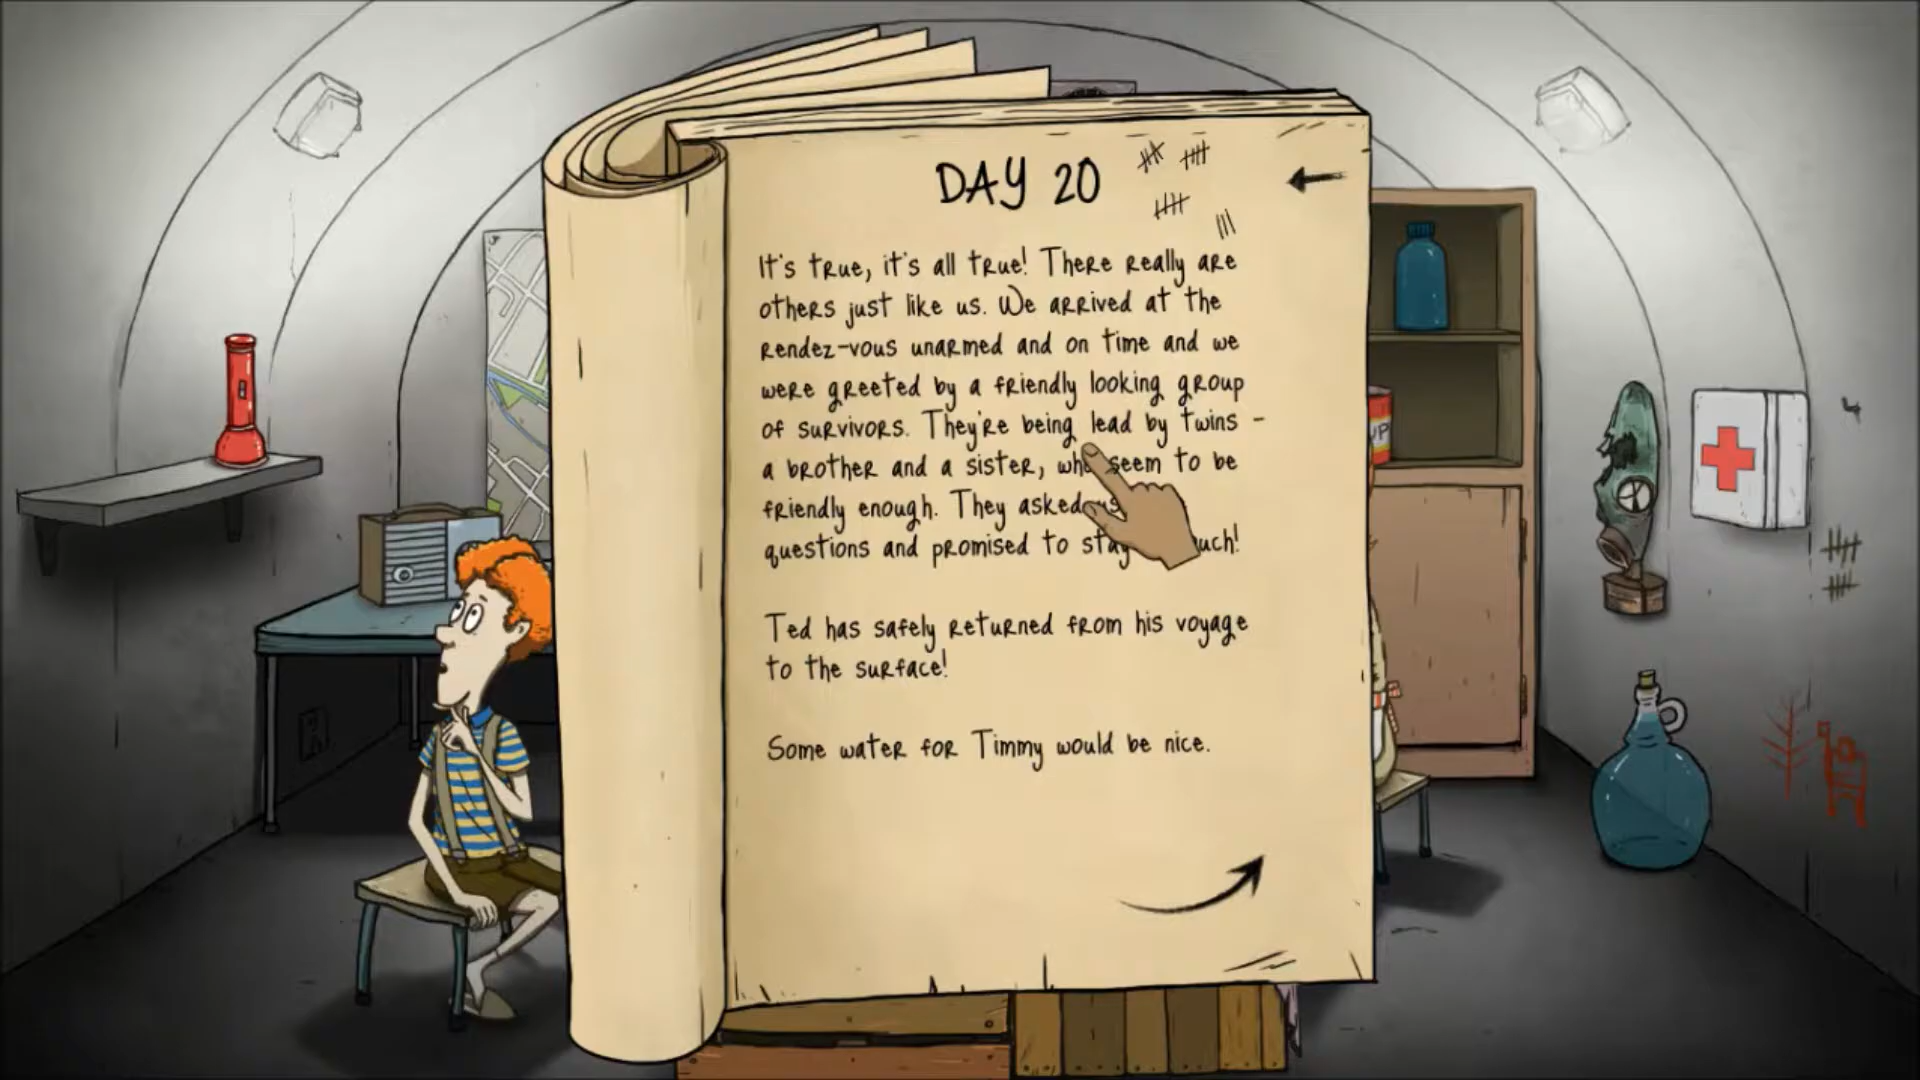 DAY 20
It's true, it's all true! There really are
others just like us. We arrived at the
rendez-vous unarmed and on time and we
were greeted by a friendly looking group
of survivors. They're being lead by twins -
a brother and a sister, who seem to be
friendly enough. They asked us
questions and promised to stay
Ted has safely returned from his voyage
to the surface!
Some water for Timmy would be nice.